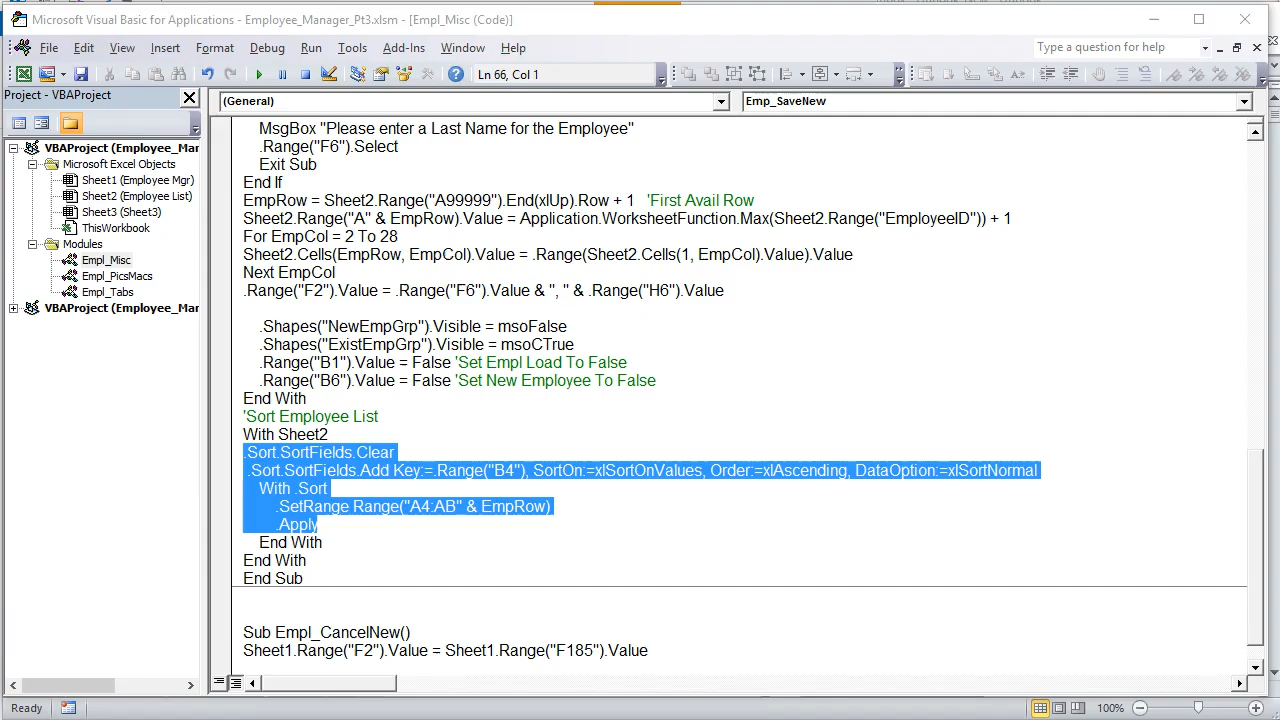 Microsoft Visual Basic for Applications - Employee_Manager_Pt3.xlsm - [Empl_Misc (Code)]
File Edit View Insert Format Debug Run Tools Add-Ins Window Help
Type a question for help
Ln 66, Col 1
Project - VBAProject
(General)
Emp_SaveNew
VBAProject (Employee_Mar
Microsoft Excel Objects
Sheet1 (Employee Mgr)
Sheet2 (Employee List)
Sheet3 (Sheet3)
ThisWorkbook
Modules
Empl_Misc
Empl_PicsMacs
Empl_Tabs
VBAProject (Employee_Mar
MsgBox "Please enter a Last Name for the Employee"
.Range("F6").Select
Exit Sub
End If
EmpRow = Sheet2.Range("A99999").End(xlUp).Row + 1 'First Avail Row
Sheet2.Range("A" & EmpRow).Value = Application.WorksheetFunction.Max(Sheet2.Range("EmployeeID")) + 1
For EmpCol = 2 To 28
Sheet2.Cells(EmpRow, EmpCol).Value = .Range(Sheet2.Cells(1, EmpCol).Value).Value
Next EmpCol
.Range("F2").Value = .Range("F6").Value & ", " & .Range("H6").Value
.Shapes("NewEmpGrp").Visible = msoFalse
.Shapes("ExistEmpGrp").Visible = msoCTrue
.Range("B1").Value = False 'Set Empl Load To False
.Range("B6").Value = False 'Set New Employee To False
End With
'Sort Employee List
With Sheet2
.Sort.SortFields.Clear
.Sort.SortFields.Add Key:=.Range("B4"), SortOn:=xlSortOnValues, Order:=xlAscending, DataOption:=xlSortNormal
With .Sort
.SetRange Range("A4:AB" & EmpRow)
.Apply
End With
End With
End Sub
Sub Empl_CancelNew()
Sheet1.Range("F2").Value = Sheet1.Range("F185").Value
Ready
100%